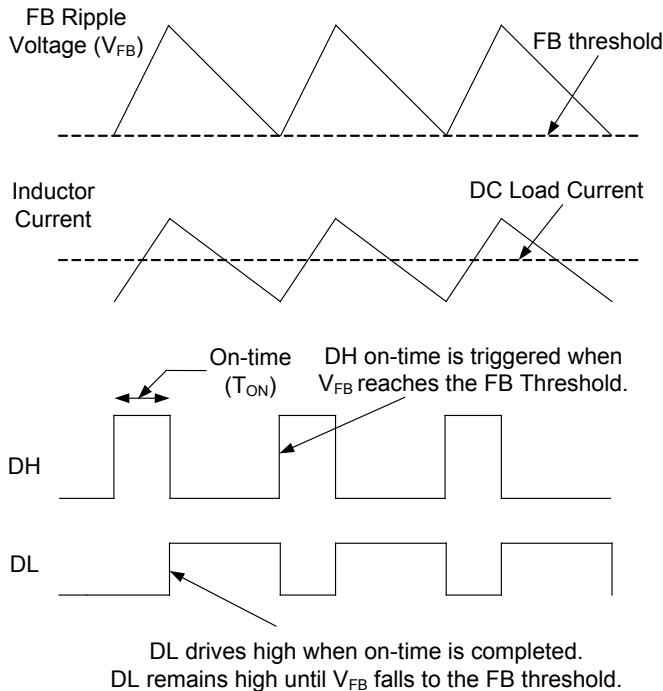 FB Ripple
Voltage (VFB)
FB threshold
Inductor
Current
DC Load Current
On-time
(TON)
DH on-time is triggered when
VFB reaches the FB Threshold.
DH
DL
DL drives high when on-time is completed.
DL remains high until VFB falls to the FB threshold.